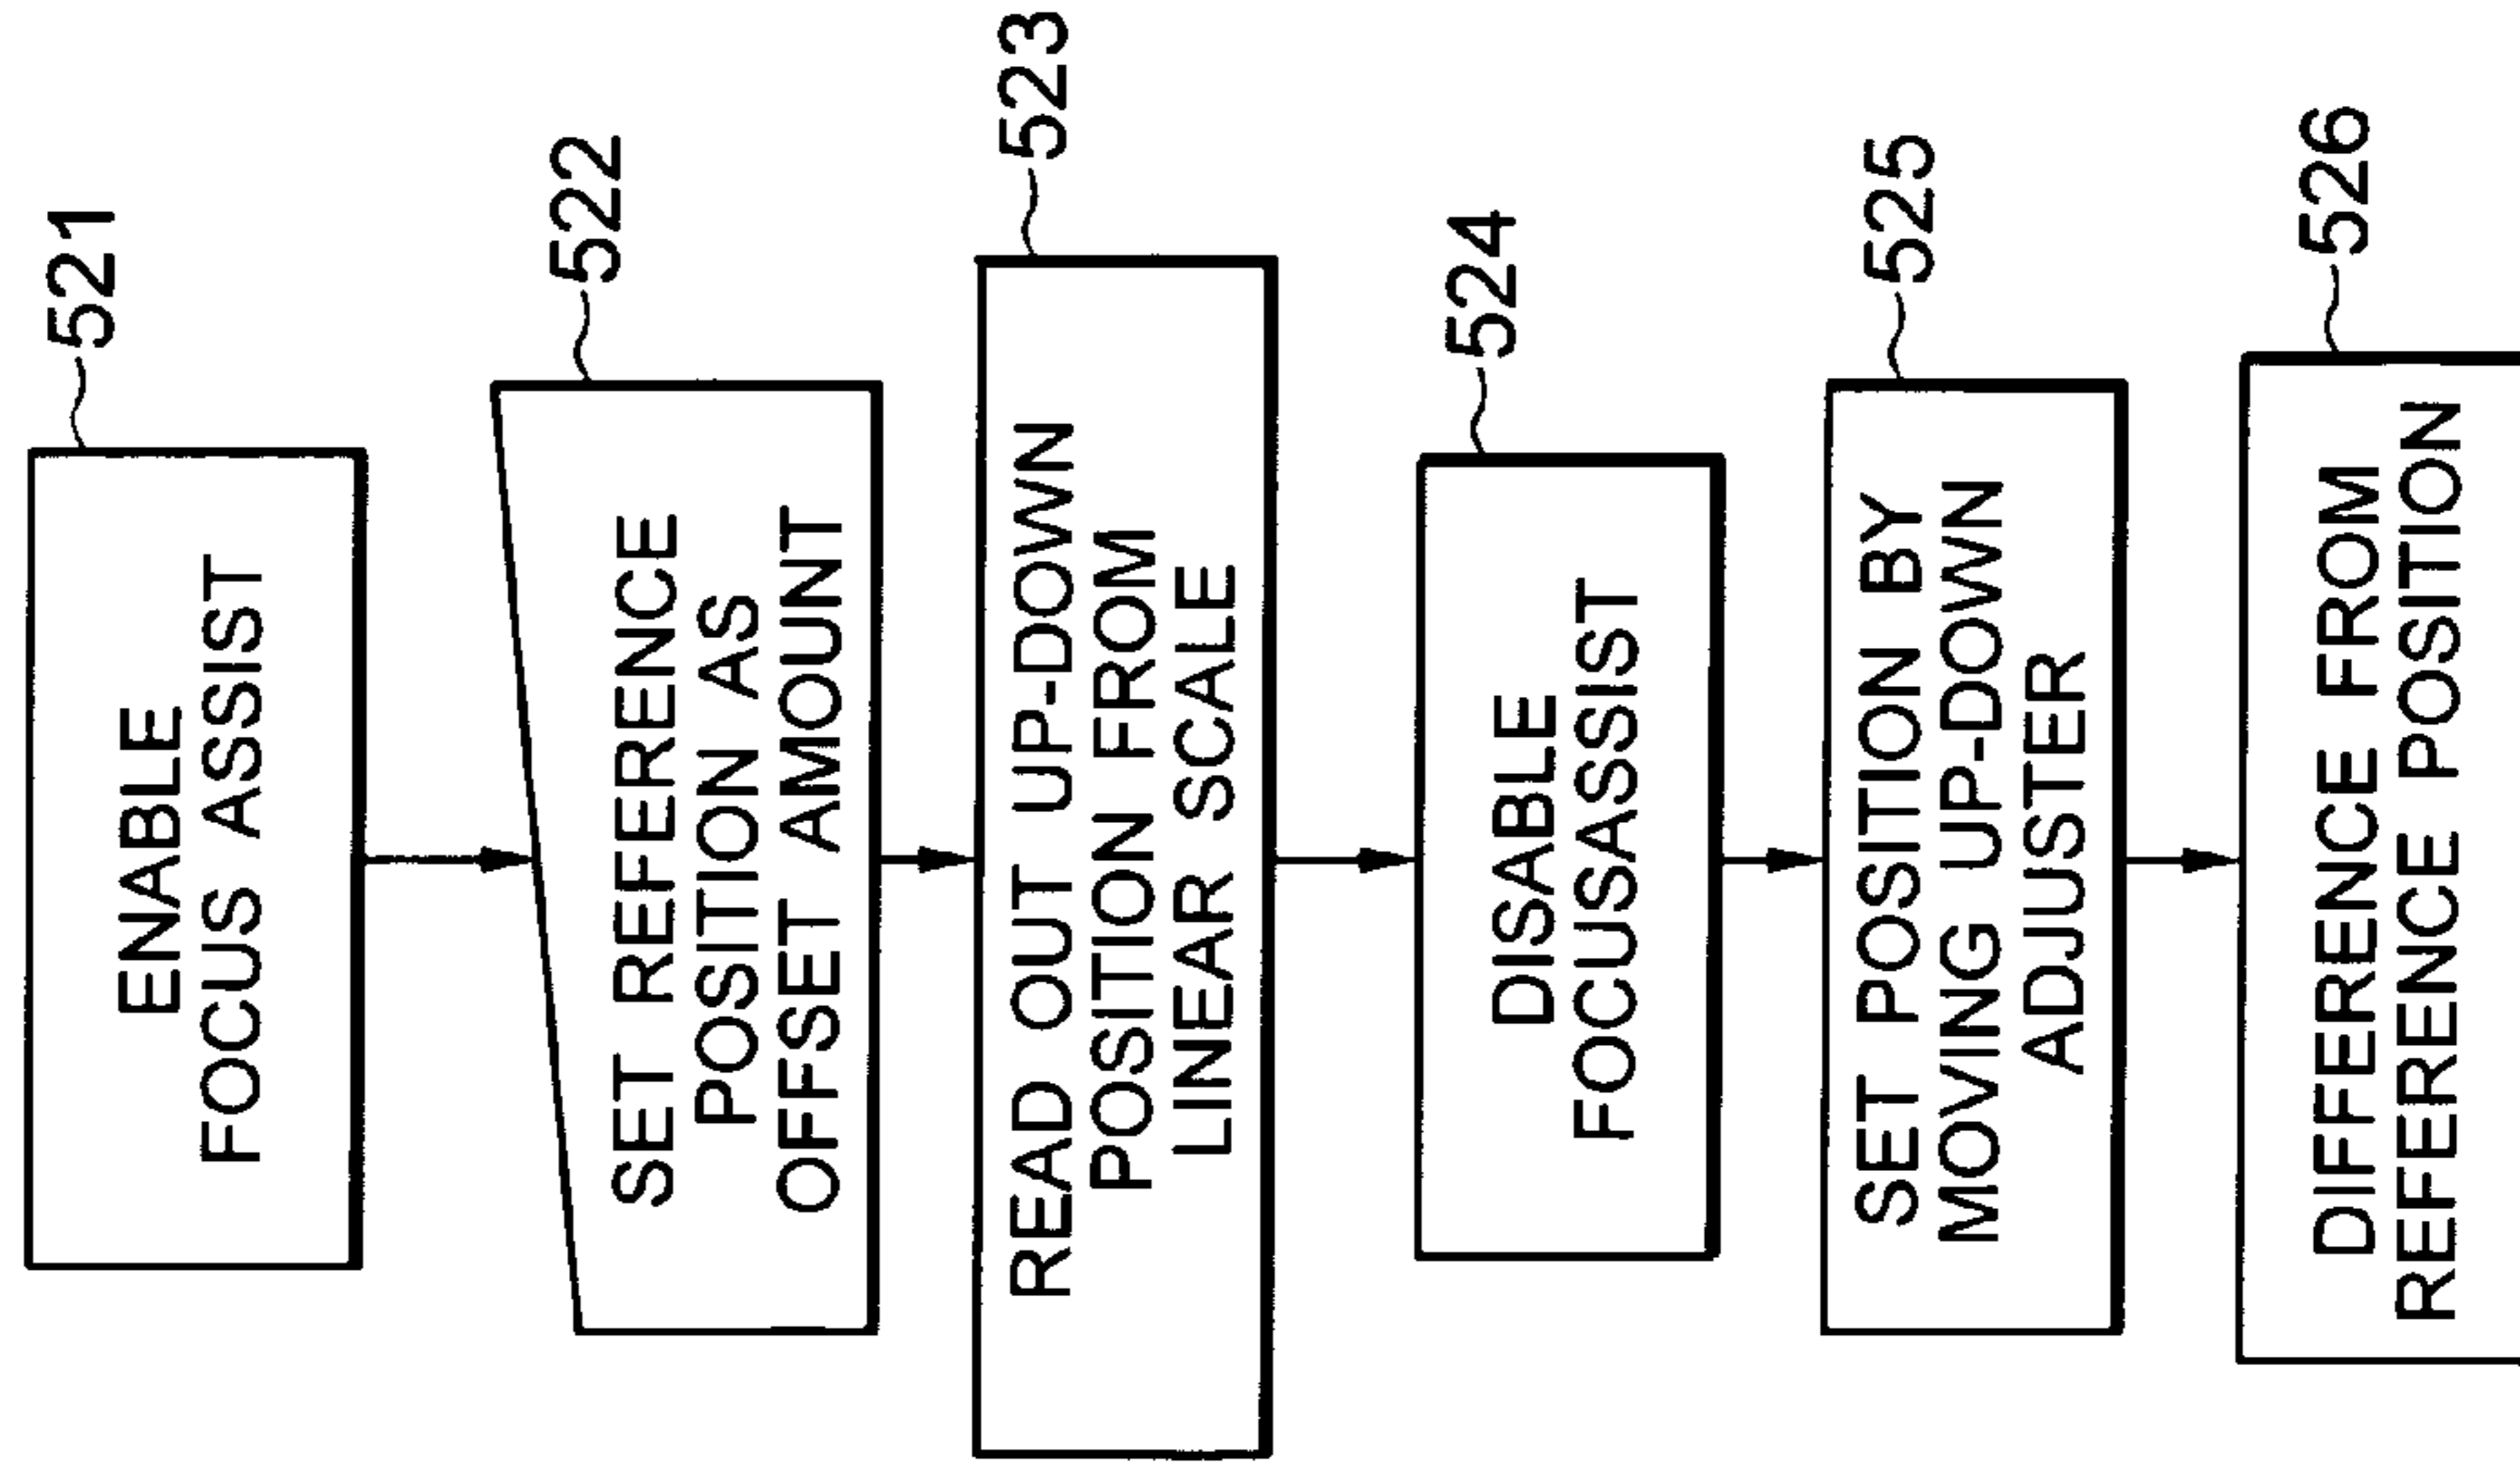 521
ENABLE
FOCUS ASSIST
522
SET REFERENCE
POSITION AS
OFFSET AMOUNT
523
READ OUT UP-DOWN
POSITION FROM
LINEAR SCALE
524
DISABLE
FOCUSASSIST
525
SET POSITION BY
MOVING UP-DOWN
ADJUSTER
526
DIFFERENCE FROM
REFERENCE POSITION